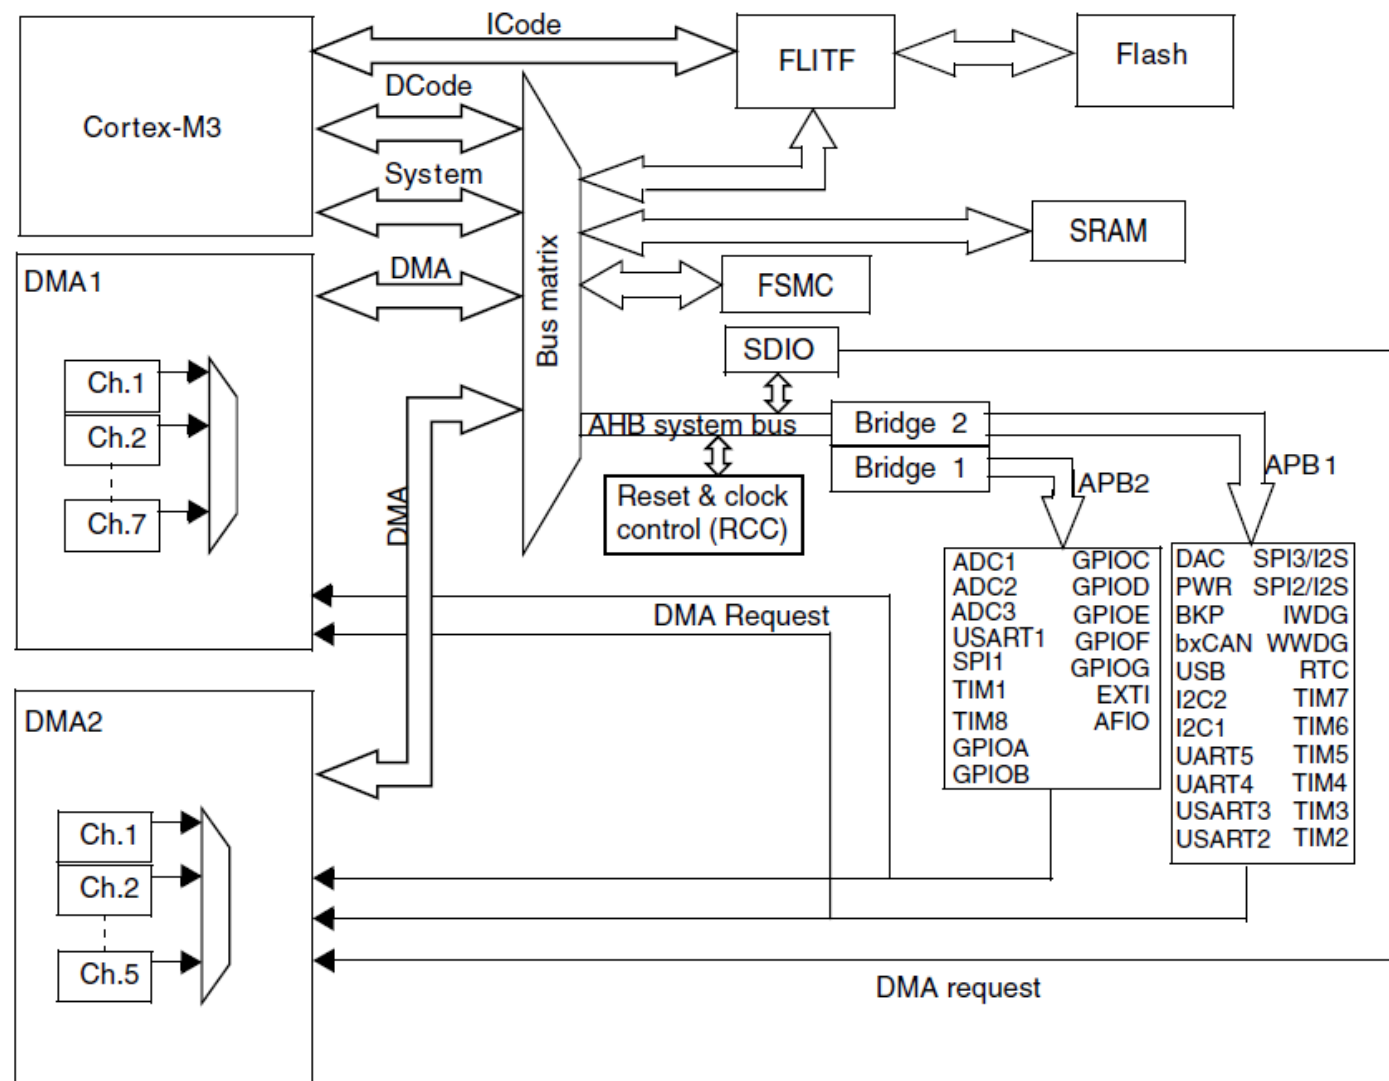 ICode
FLITF
Flash
Cortex-M3
DCode
System
SRAM
DMA1
DMA
Bus matrix
FSMC
SDIO
Ch.1
Ch.2
Ch.7
AHB system bus
Bridge 2
Bridge 1
APB2
APB1
Reset & clock
control (RCC)
DMA
DMA Request
ADC1 GPIOC
ADC2 GPIOD
ADC3 GPIOE
USART1 GPIOF
SPI1 GPIOG
TIM1 EXTI
TIM8 AFIO
GPIOA
GPIOB
DAC SPI3/I2S
PWR SPI2/I2S
BKP IWDG
bxCAN WWDG
USB RTC
I2C2 TIM7
I2C1 TIM6
UART5 TIM5
UART4 TIM4
USART3 TIM3
USART2 TIM2
DMA2
Ch.1
Ch.2
Ch.5
DMA request